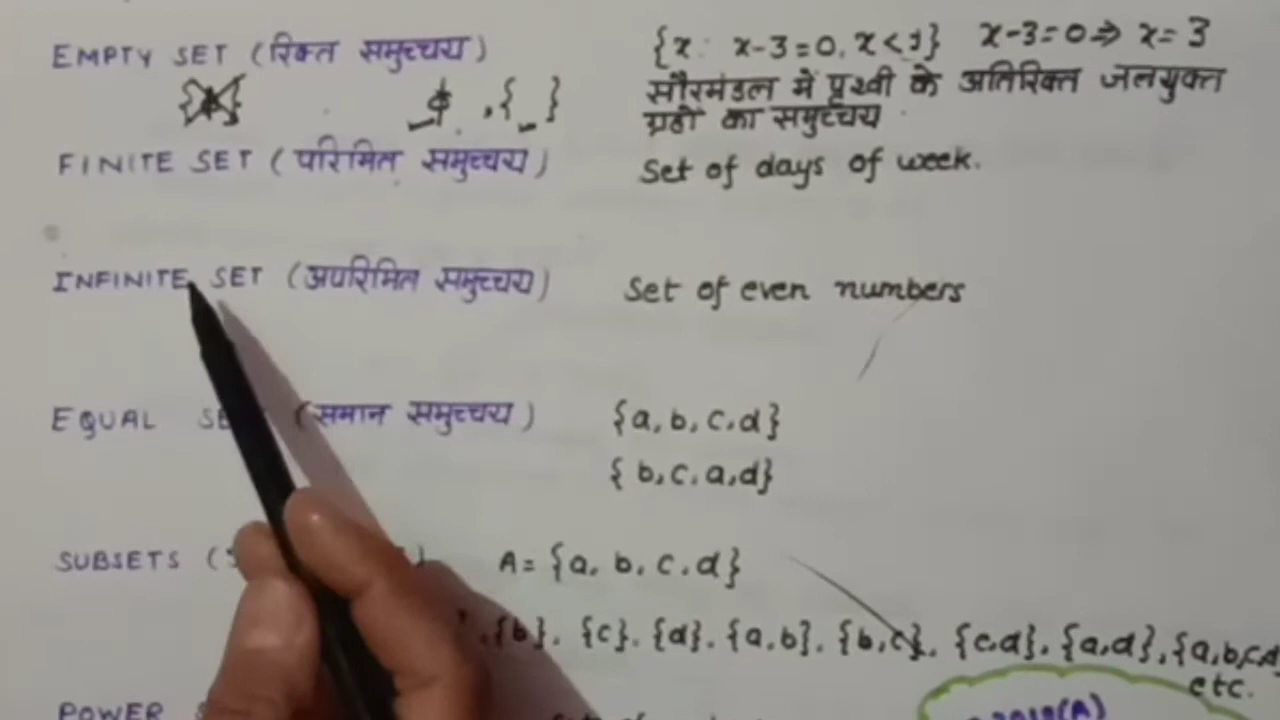 EMPTY SET (रिक्त समुच्चय) {x: x-3=0, x<1} x-3=0⇒ x=3
ϕ, { } सौरमंडल में पृथ्वी के अतिरिक्त जलयुक्त
ग्रहों का समुच्चय
FINITE SET (परिमित समुच्चय) Set of days of week.
INFINITE SET (अपरिमित समुच्चय) Set of even numbers
EQUAL (समान समुच्चय) {a,b,c,d}
{b,c,a,d}
SUBSETS A = {a, b, c, d}
{b}, {c}, {d}, {a,b}, {b,c}, {c,d}, {a,d}, {a,b,c,d
etc.
POWER